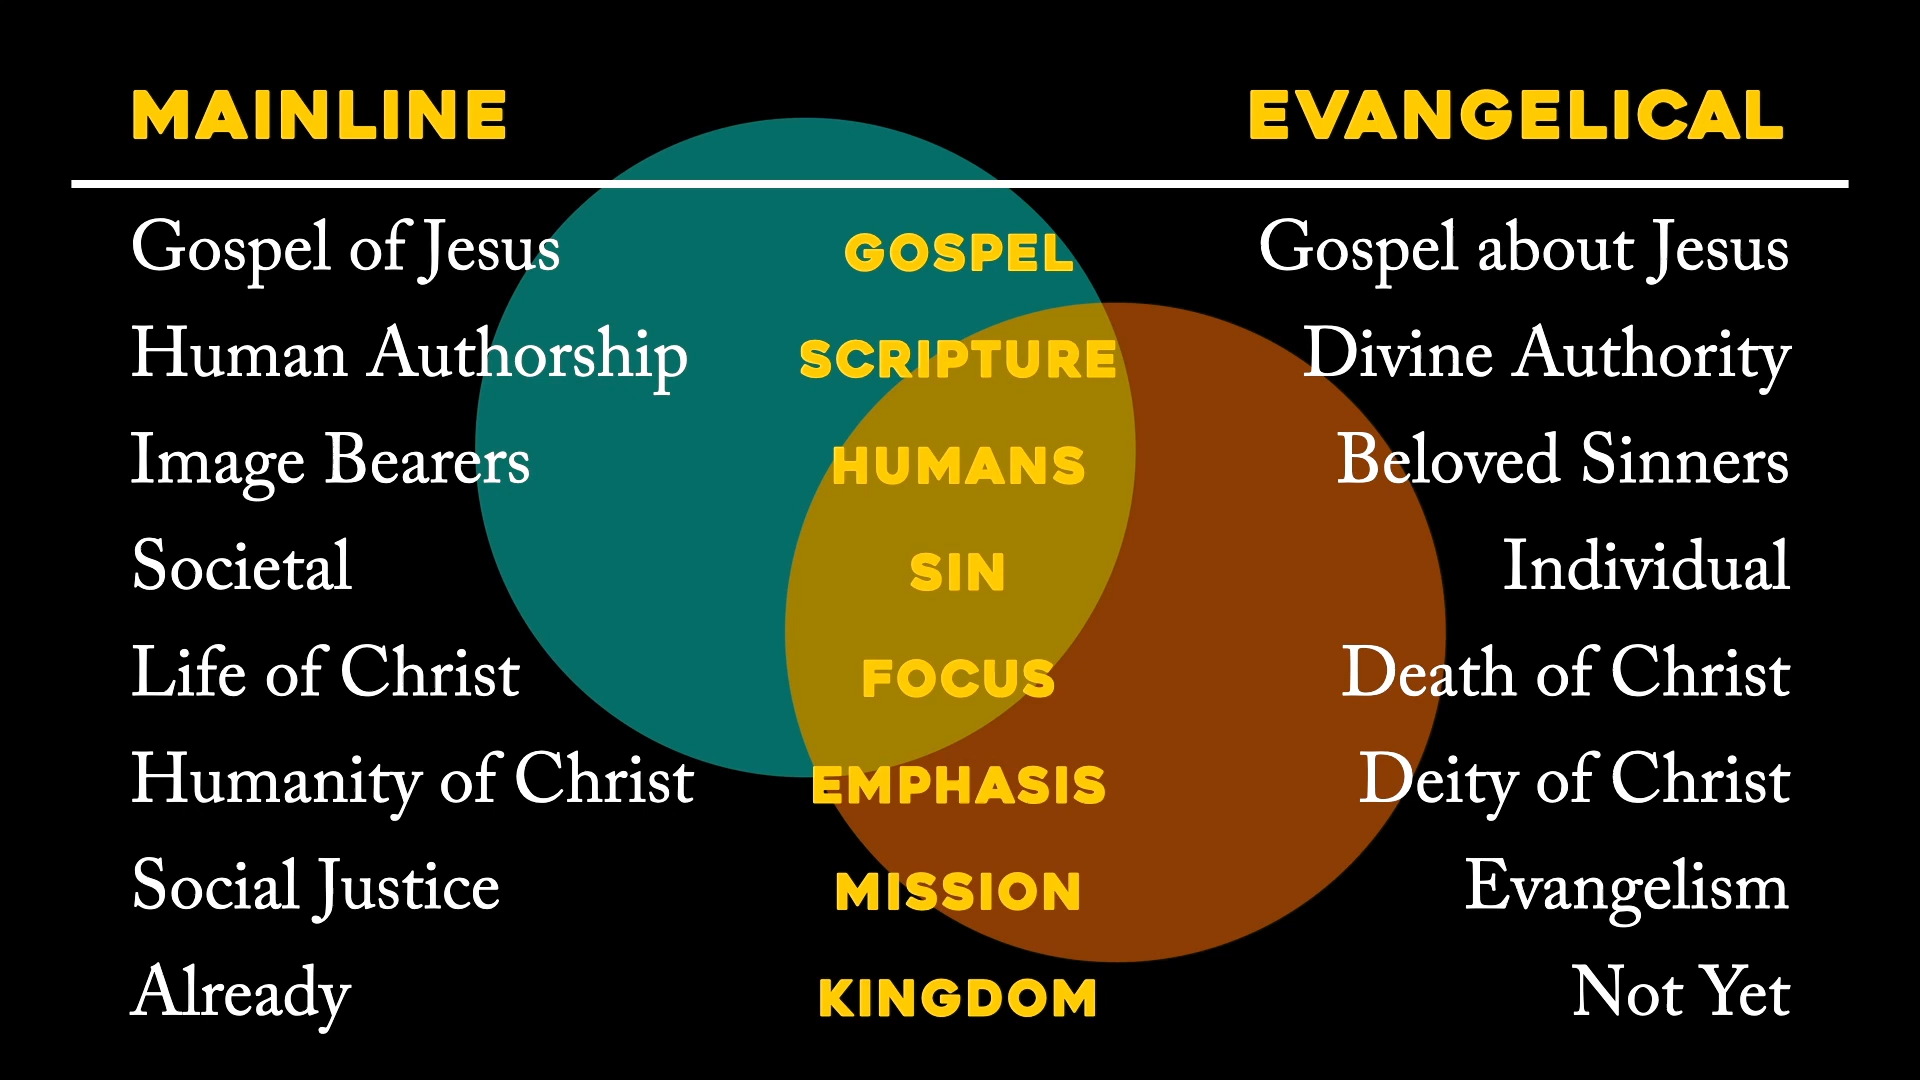 MAINLINE EVANGELICAL
Gospel of Jesus GOSPEL Gospel about Jesus
Human Authorship SCRIPTURE Divine Authority
Image Bearers HUMANS Beloved Sinners
Societal SIN Individual
Life of Christ FOCUS Death of Christ
Humanity of Christ EMPHASIS Deity of Christ
Social Justice MISSION Evangelism
Already KINGDOM Not Yet